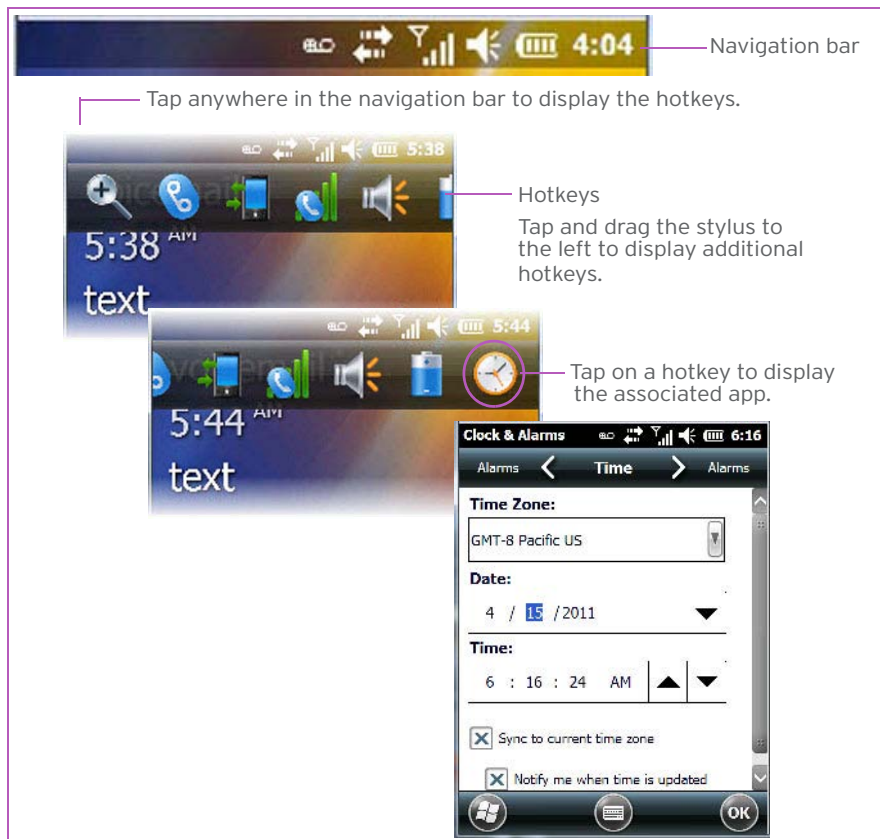 4:04
Navigation bar
Tap anywhere in the navigation bar to display the hotkeys.
5:38
5:38 AM
text
Hotkeys
Tap and drag the stylus to
the left to display additional
hotkeys.
5:44
5:44 AM
text
Tap on a hotkey to display
the associated app.
Clock & Alarms 6:16
Alarms Time Alarms
Time Zone:
GMT-8 Pacific US
Date:
4 / 15 / 2011
Time:
6 : 16 : 24 AM
Sync to current time zone
Notify me when time is updated
OK